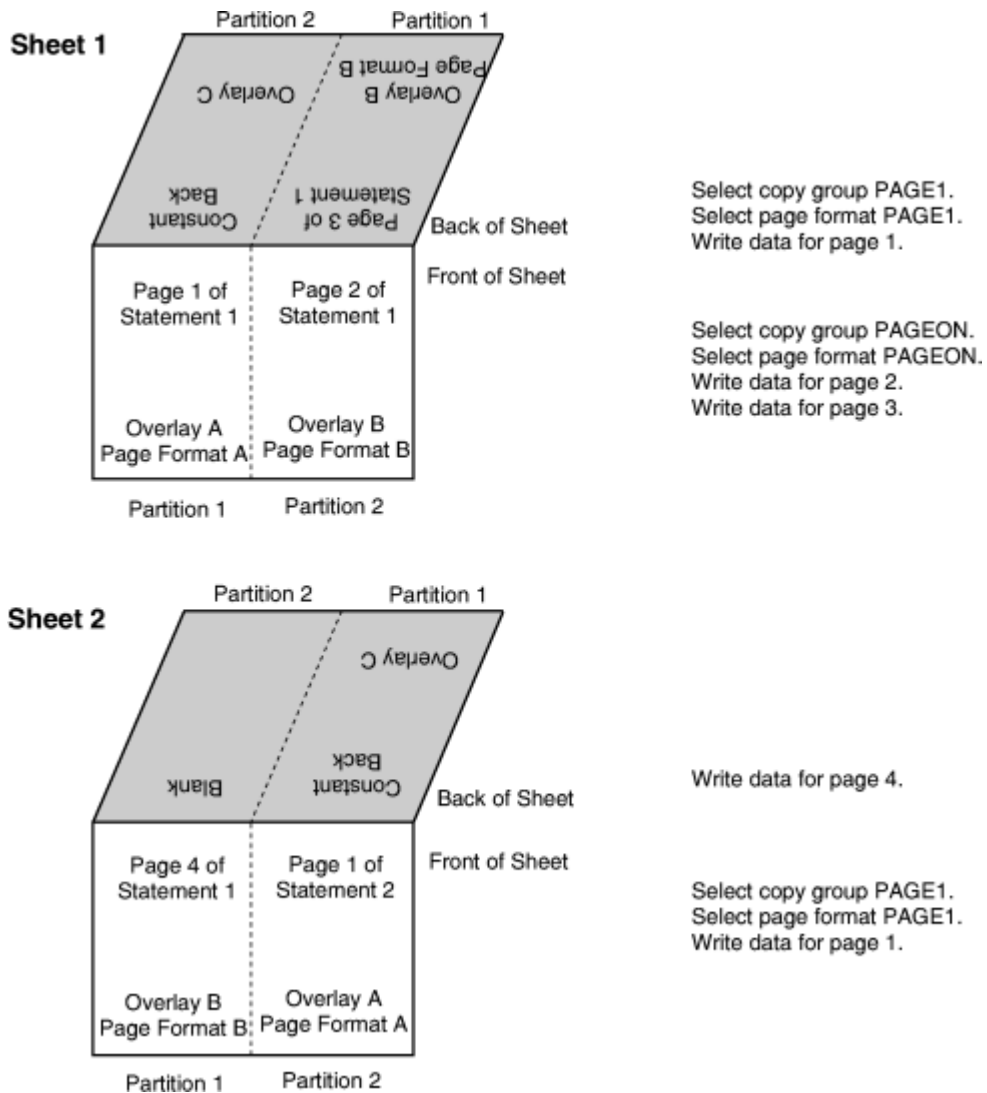 Partition 2
Partition 1
Sheet 1
Page Format B
Overlay B
Overlay C
Constant
Back
Page 3 of
Statement 1
Back of Sheet
Front of Sheet
Page 1 of
Statement 1
Page 2 of
Statement 1
Overlay A
Page Format A
Overlay B
Page Format B
Partition 1
Partition 2
Select copy group PAGE1.
Select page format PAGE1.
Write data for page 1.
Select copy group PAGEON.
Select page format PAGEON.
Write data for page 2.
Write data for page 3.
Partition 2
Partition 1
Sheet 2
Overlay C
Blank
Constant
Back
Back of Sheet
Front of Sheet
Page 4 of
Statement 1
Page 1 of
Statement 2
Overlay B
Page Format B
Overlay A
Page Format A
Partition 1
Partition 2
Write data for page 4.
Select copy group PAGE1.
Select page format PAGE1.
Write data for page 1.